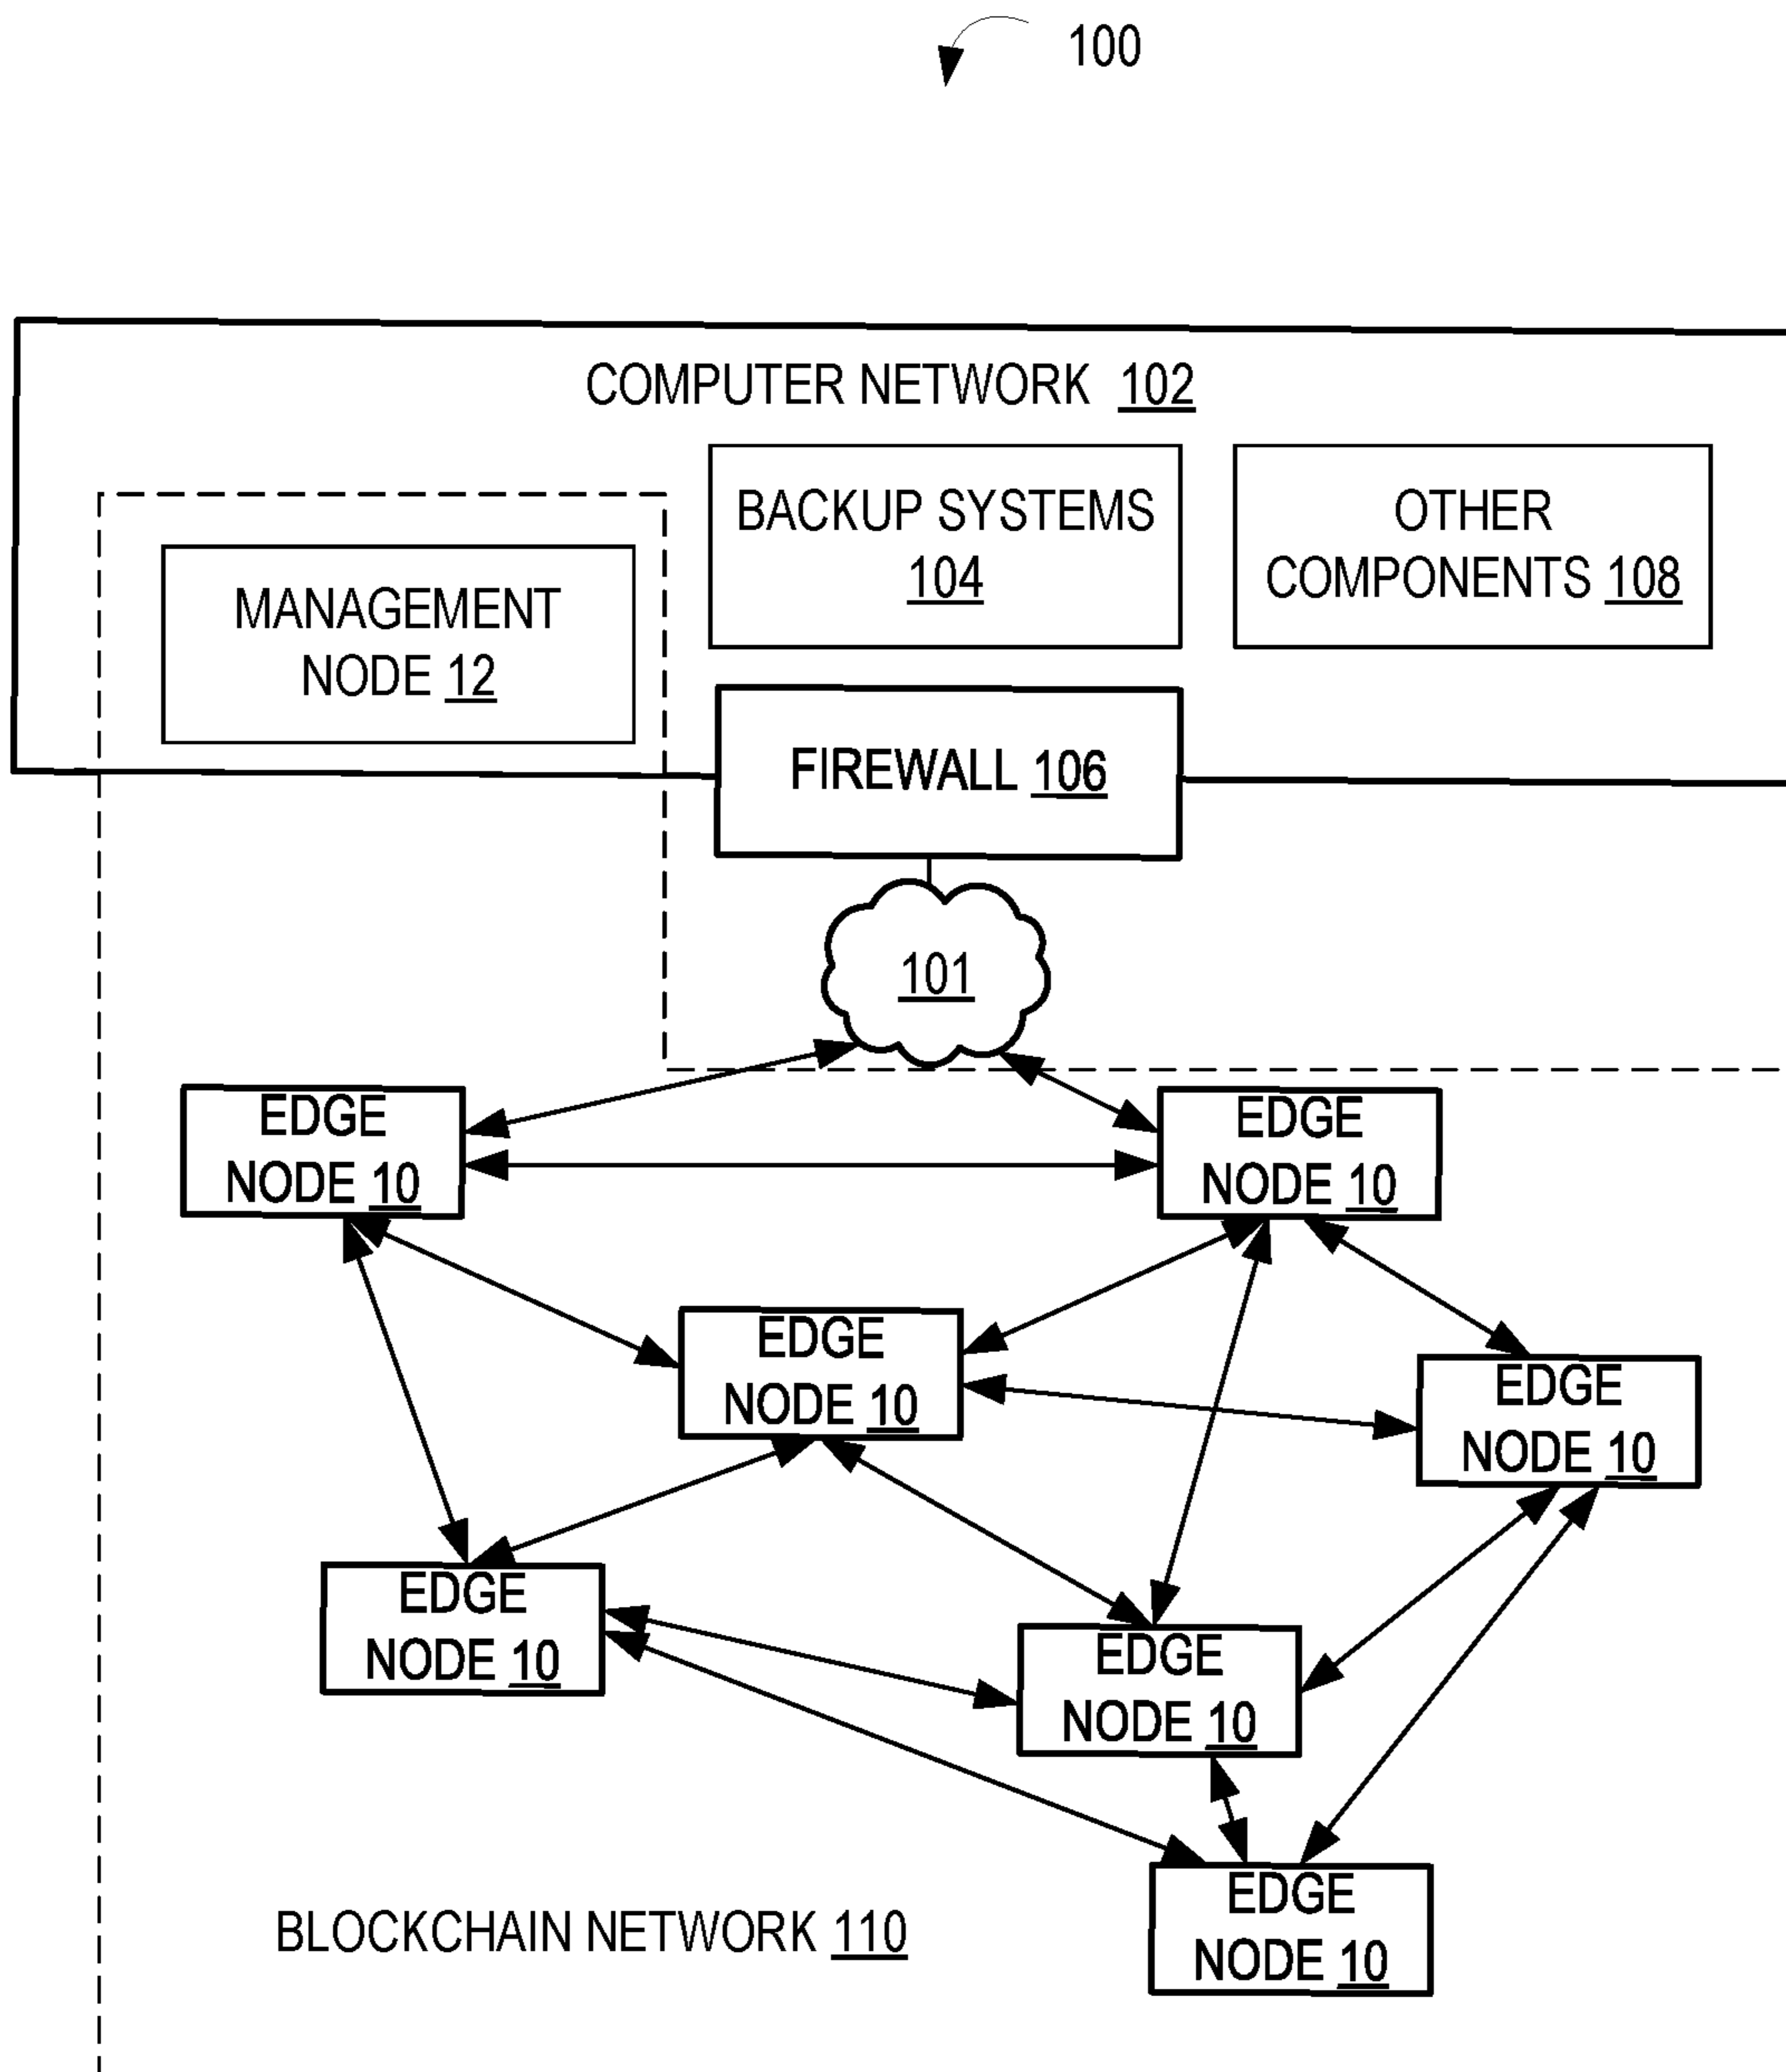 100
COMPUTER NETWORK 102
BACKUP SYSTEMS
104
OTHER
COMPONENTS 108
MANAGEMENT
NODE 12
FIREWALL 106
101
EDGE
NODE 10
EDGE
NODE 10
EDGE
NODE 10
EDGE
NODE 10
EDGE
NODE 10
EDGE
NODE 10
EDGE
NODE 10
BLOCKCHAIN NETWORK 110